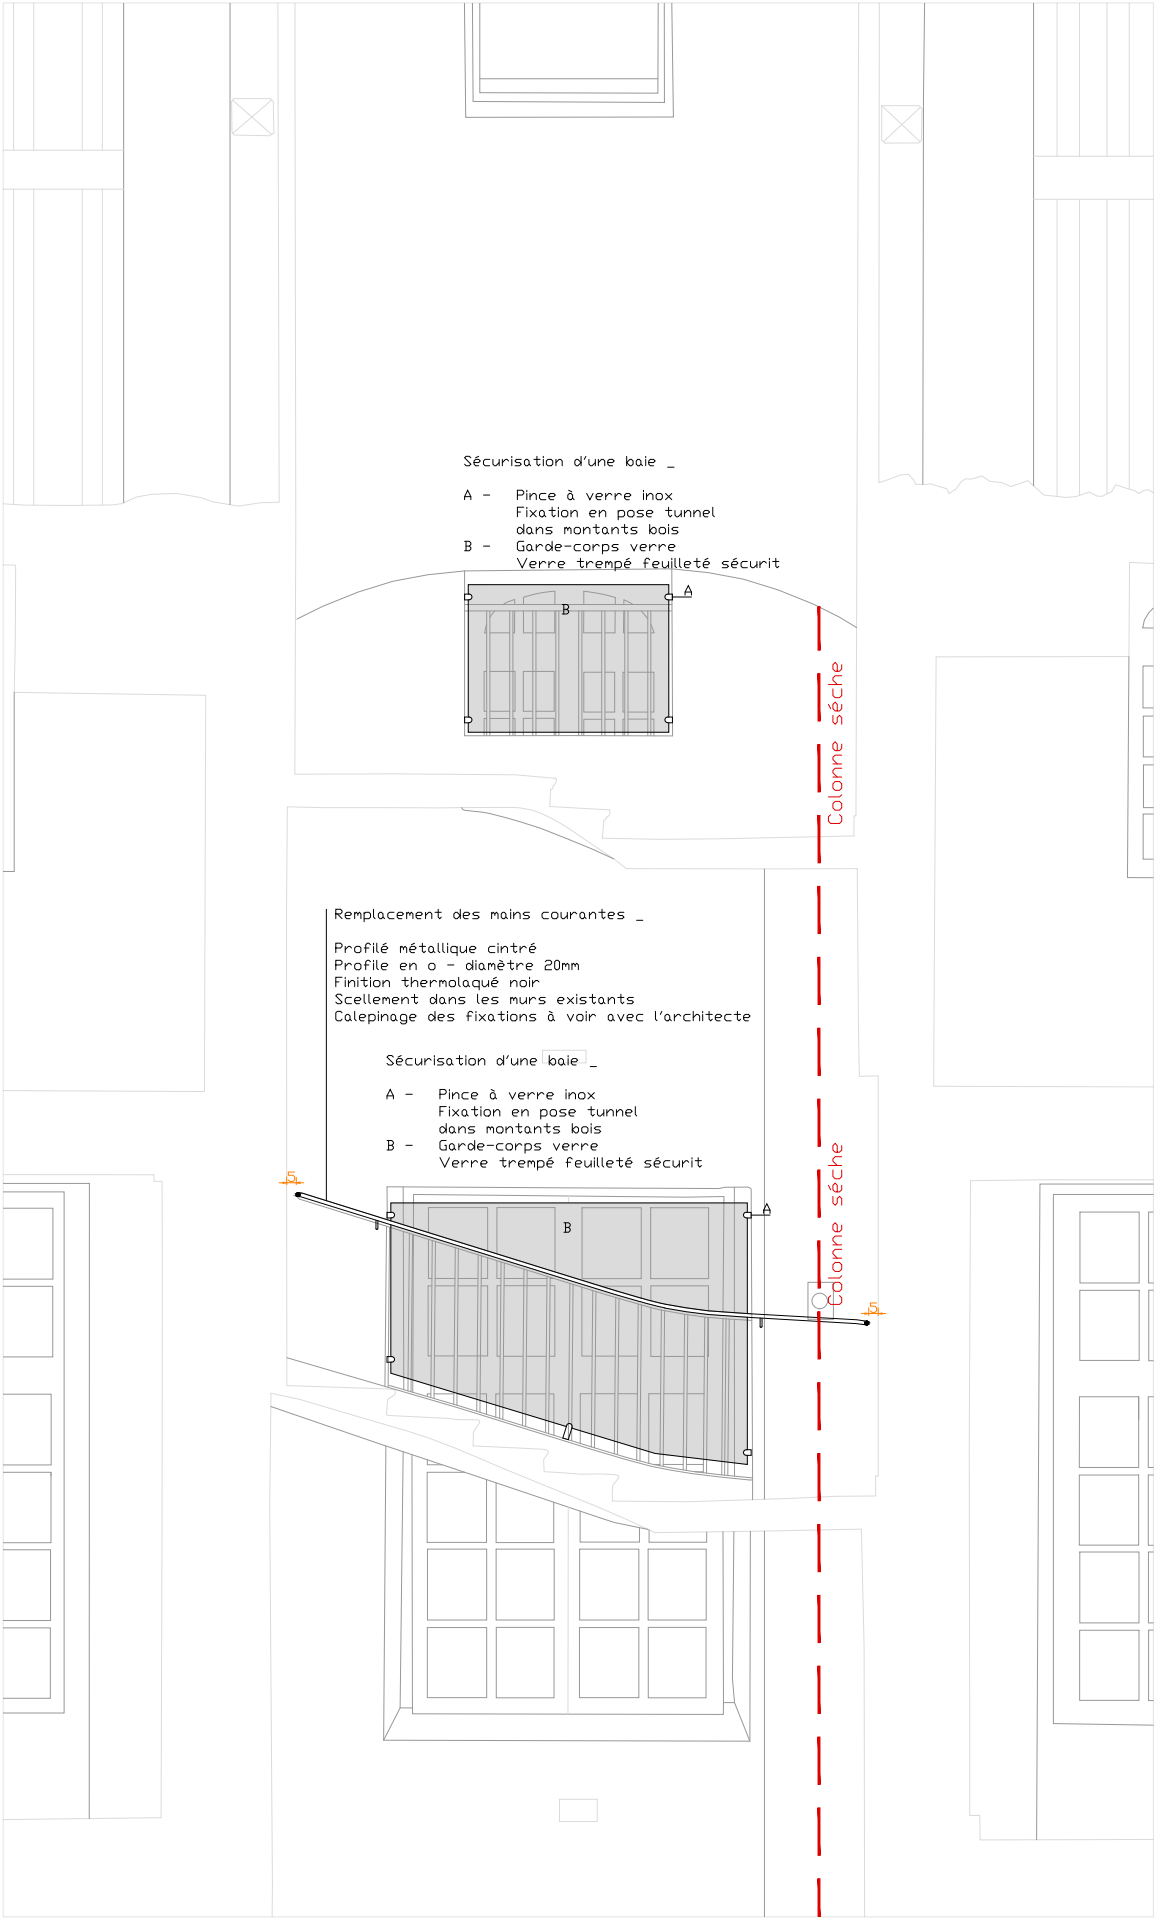 Sécurisation d'une baie _
A - Pince à verre inox
Fixation en pose tunnel
dans montants bois
B - Garde-corps verre
Verre trempé feuilleté sécurit
A
B
Colonne séche
Remplacement des mains courantes _
Profilé métallique cintré
Profile en o - diamètre 20mm
Finition thermolaqué noir
Scellement dans les murs existants
Calepinage des fixations à voir avec l'architecte
Sécurisation d'une baie _
A - Pince à verre inox
Fixation en pose tunnel
dans montants bois
B - Garde-corps verre
Verre trempé feuilleté sécurit
5
A
B
Colonne séche
5